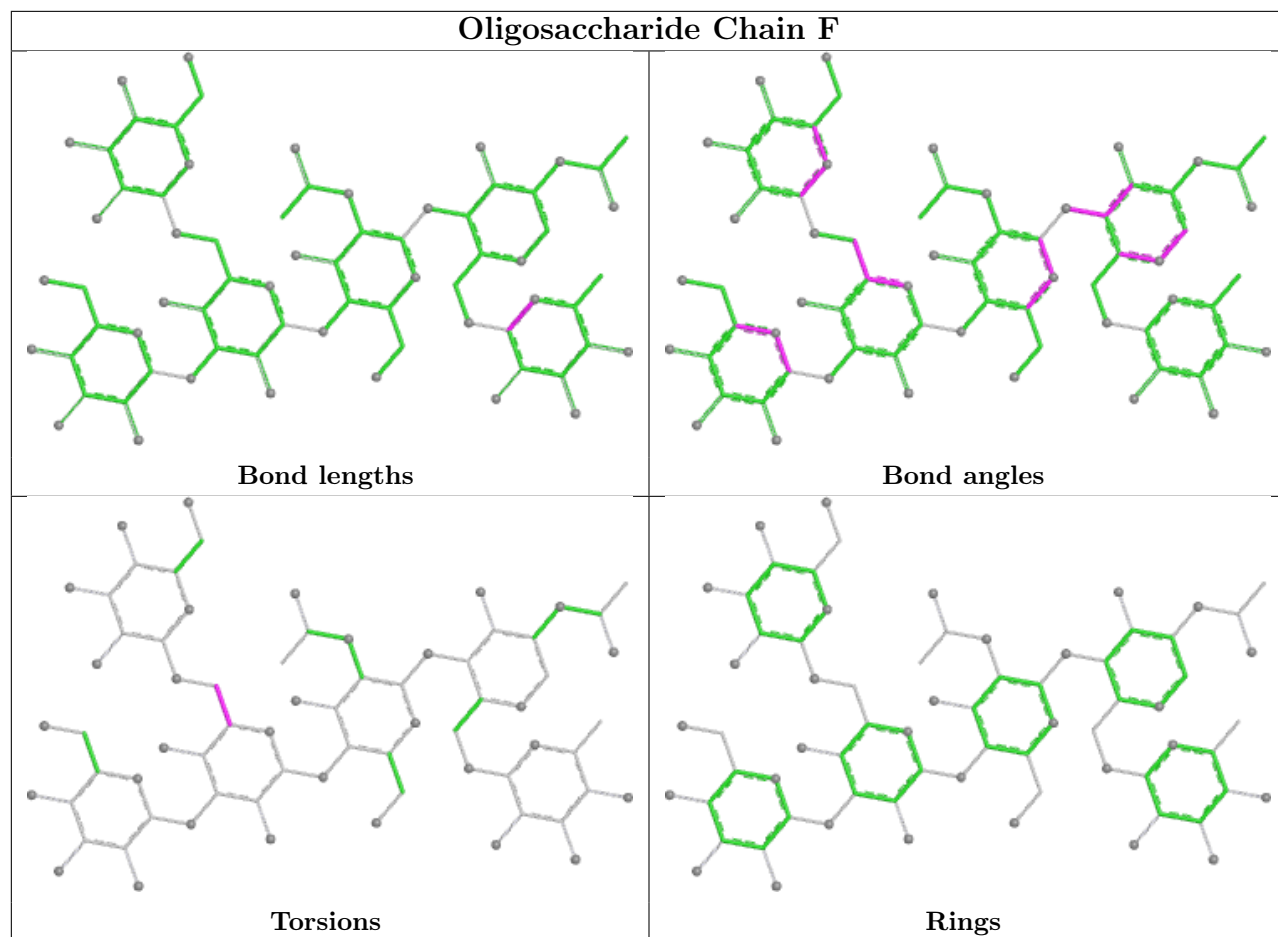 Oligosaccharide Chain F
Bond lengths
Bond angles
Torsions
Rings